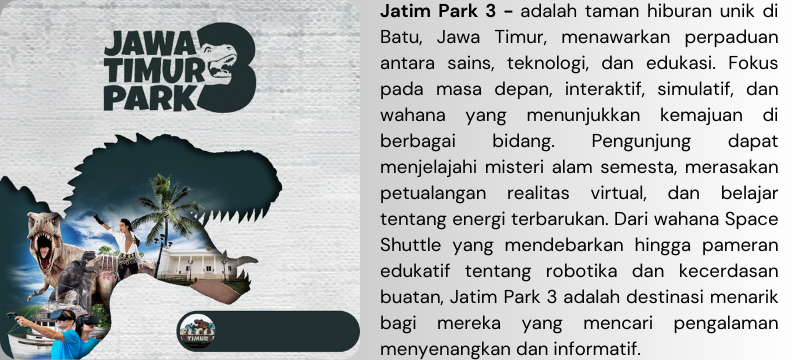 JAWA
TIMUR
PARK 3
TIMUR
Jatim Park 3 - adalah taman hiburan unik di
Batu, Jawa Timur, menawarkan perpaduan
antara sains, teknologi, dan edukasi. Fokus
pada masa depan, interaktif, simulatif, dan
wahana yang menunjukkan kemajuan di
berbagai bidang. Pengunjung dapat
menjelajahi misteri alam semesta, merasakan
petualangan realitas virtual, dan belajar
tentang energi terbarukan. Dari wahana Space
Shuttle yang mendebarkan hingga pameran
edukatif tentang robotika dan kecerdasan
buatan, Jatim Park 3 adalah destinasi menarik
bagi mereka yang mencari pengalaman
menyenangkan dan informatif.